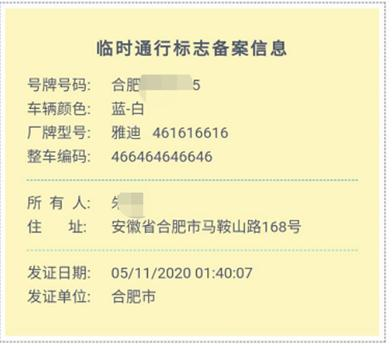 临时通行标志备案信息
号牌号码: 合肥 5
车辆颜色: 蓝-白
厂牌型号: 雅迪 461616616
整车编码: 466464646646
所 有 人:
住 址: 安徽省合肥市马鞍山路168号
发证日期: 05/11/2020 01:40:07
发证单位: 合肥市